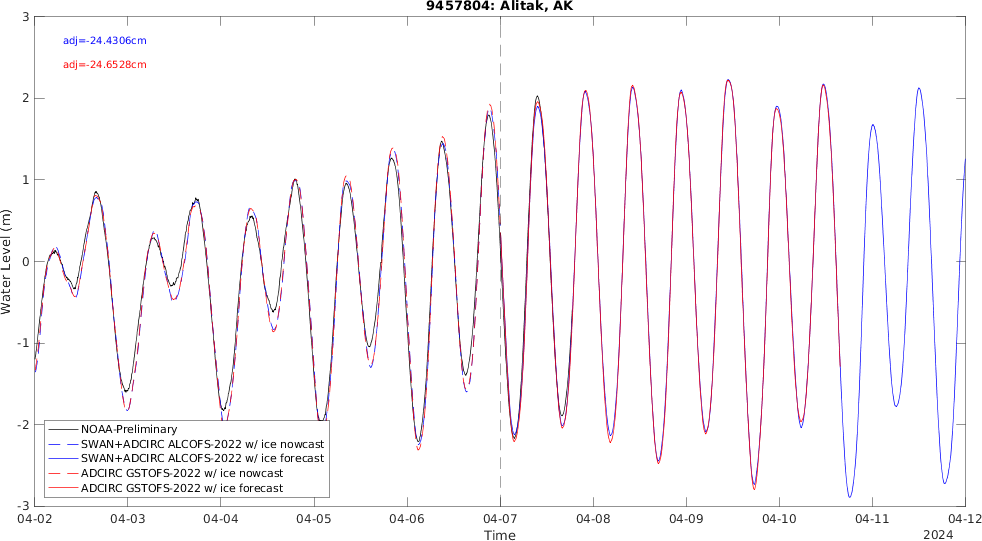 9457804: Alitak, AK
adj=-24.4306cm
adj=-24.6528cm
Water Level (m)
3
2
1
0
-1
-2
-3
NOAA-Preliminary
SWAN+ADCIRC ALCOFS-2022 w/ ice nowcast
SWAN+ADCIRC ALCOFS-2022 w/ ice forecast
ADCIRC GSTOFS-2022 w/ ice nowcast
ADCIRC GSTOFS-2022 w/ ice forecast
04-02 04-03 04-04 04-05 04-06 04-07 04-08 04-09 04-10 04-11 04-12
Time
2024